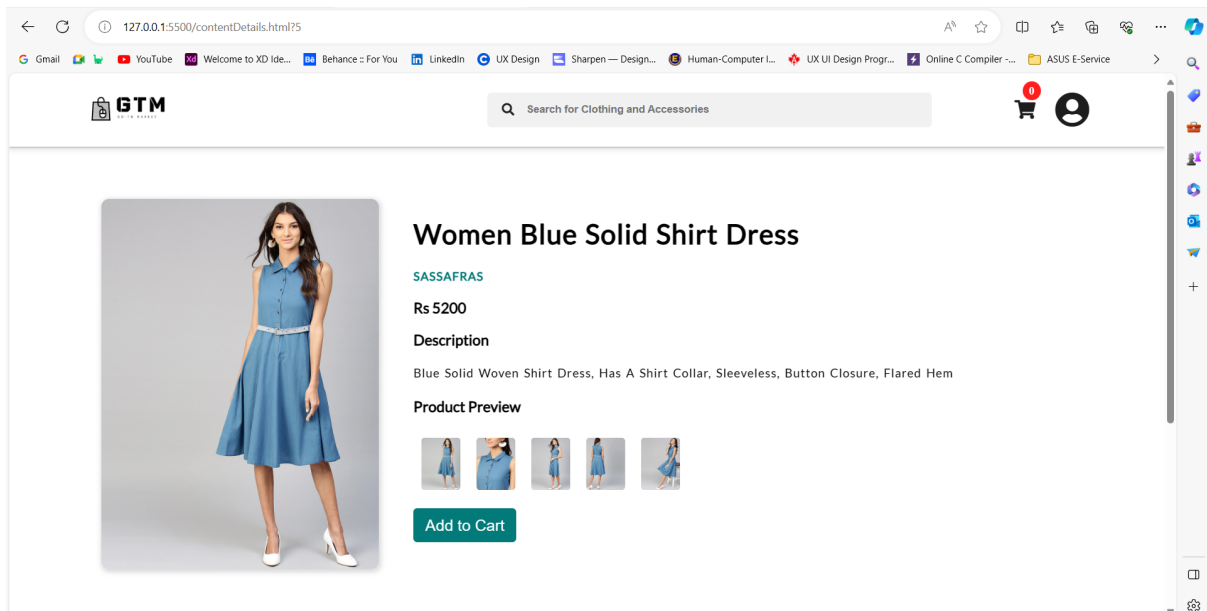 127.0.0.1:5500/contentDetails.html?5
Gmail YouTube Welcome to XD Ide... Behance :: For You LinkedIn UX Design Sharpen — Design... Human-Computer I... UX UI Design Progr... Online C Compiler -... ASUS E-Service
GTM
Search for Clothing and Accessories
0
Women Blue Solid Shirt Dress
SASSAFRAS
Rs 5200
Description
Blue Solid Woven Shirt Dress, Has A Shirt Collar, Sleeveless, Button Closure, Flared Hem
Product Preview
Add to Cart